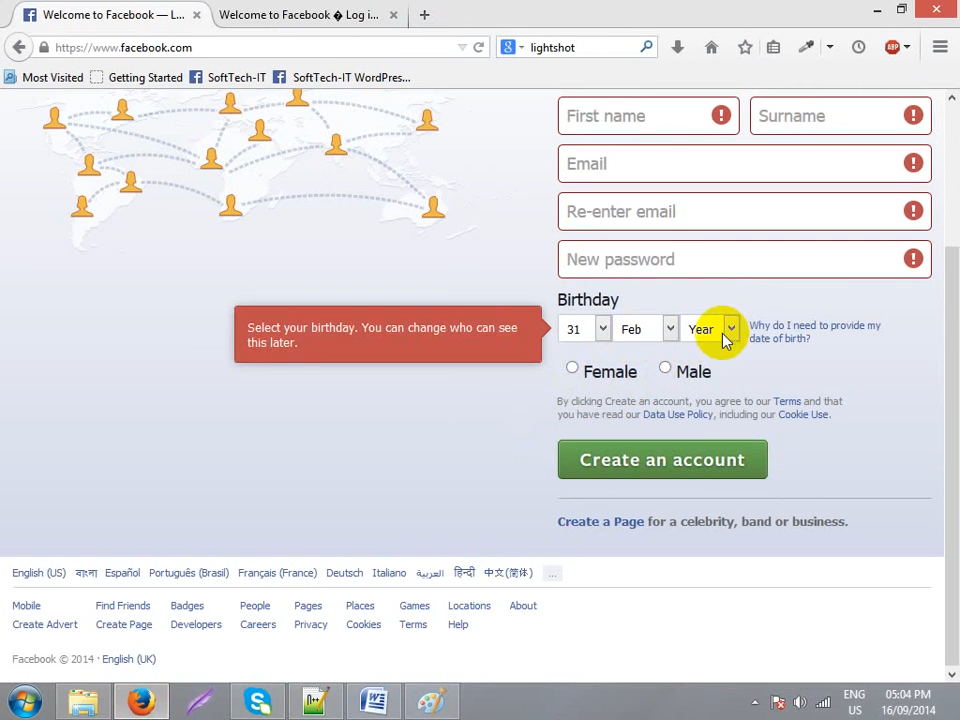 Welcome to Facebook — L...
Welcome to Facebook � Log i...
https://www.facebook.com
lightshot
Most Visited
Getting Started
SoftTech-IT
SoftTech-IT WordPres...
ABP
First name
Surname
Email
Re-enter email
New password
Birthday
Select your birthday. You can change who can see
this later.
31
Feb
Year
Why do I need to provide my
date of birth?
Female
Male
By clicking Create an account, you agree to our Terms and that
you have read our Data Use Policy, including our Cookie Use.
Create an account
Create a Page for a celebrity, band or business.
English (US)
বাংলা
Español
Português (Brasil)
Français (France)
Deutsch
Italiano
العربية
हिन्दी
中文(简体)
...
Mobile
Find Friends
Badges
People
Pages
Places
Games
Locations
About
Create Advert
Create Page
Developers
Careers
Privacy
Cookies
Terms
Help
Facebook © 2014 · English (UK)
ENG
US
05:04 PM
16/09/2014